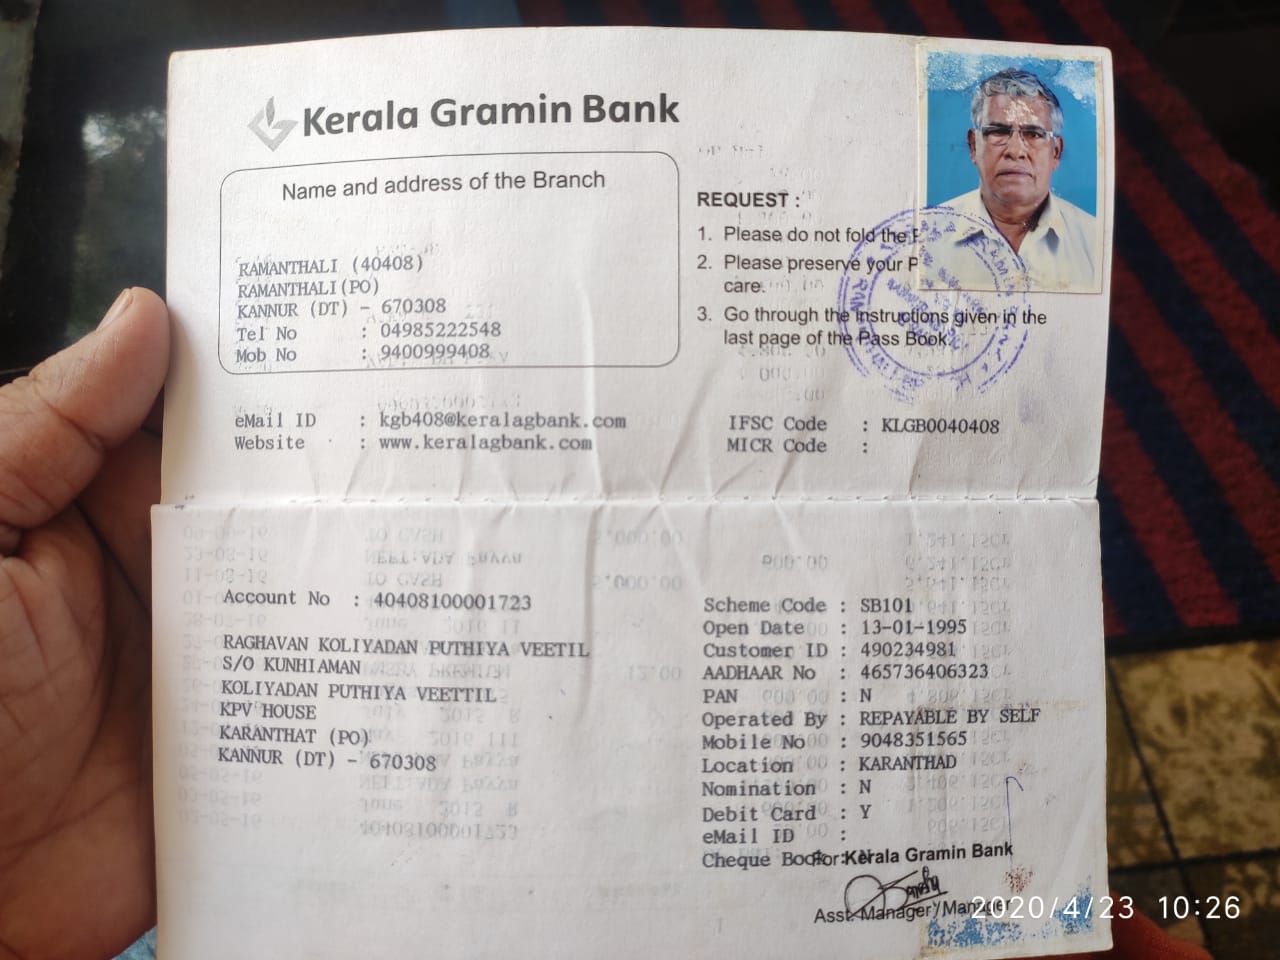 Kerala Gramin Bank
Name and address of the Branch
RAMANTHALI (40408)
RAMANTHALI(PO)
KANNUR (DT) - 670308
Tel No : 04985222548
Mob No : 9400999408
REQUEST :
1. Please do not fold the
2. Please preserve your
care.
3. Go through the instructions given in the
last page of the Pass Book.
eMail ID : kgb408@keralagbank.com
Website : www.keralagbank.com
IFSC Code : KLGB0040408
MICR Code :
Account No : 40408100001723
RAGHAVAN KOLIYADAN PUTHIYA VEETIL
S/O KUNHIAMAN
KOLIYADAN PUTHIYA VEETTIL
KPV HOUSE
KARANTHAT (PO)
KANNUR (DT) - 670308
Scheme Code : SB101
Open Date : 13-01-1995
Customer ID : 490234981
AADHAAR No : 465736406323
PAN : N
Operated By : REPAYABLE BY SELF
Mobile No : 9048351565
Location : KARANTHAD
Nomination : N
Debit Card : Y
eMail ID :
Cheque Book : N
For Kerala Gramin Bank
Asst. Manager/Manager
2020/4/23 10:26